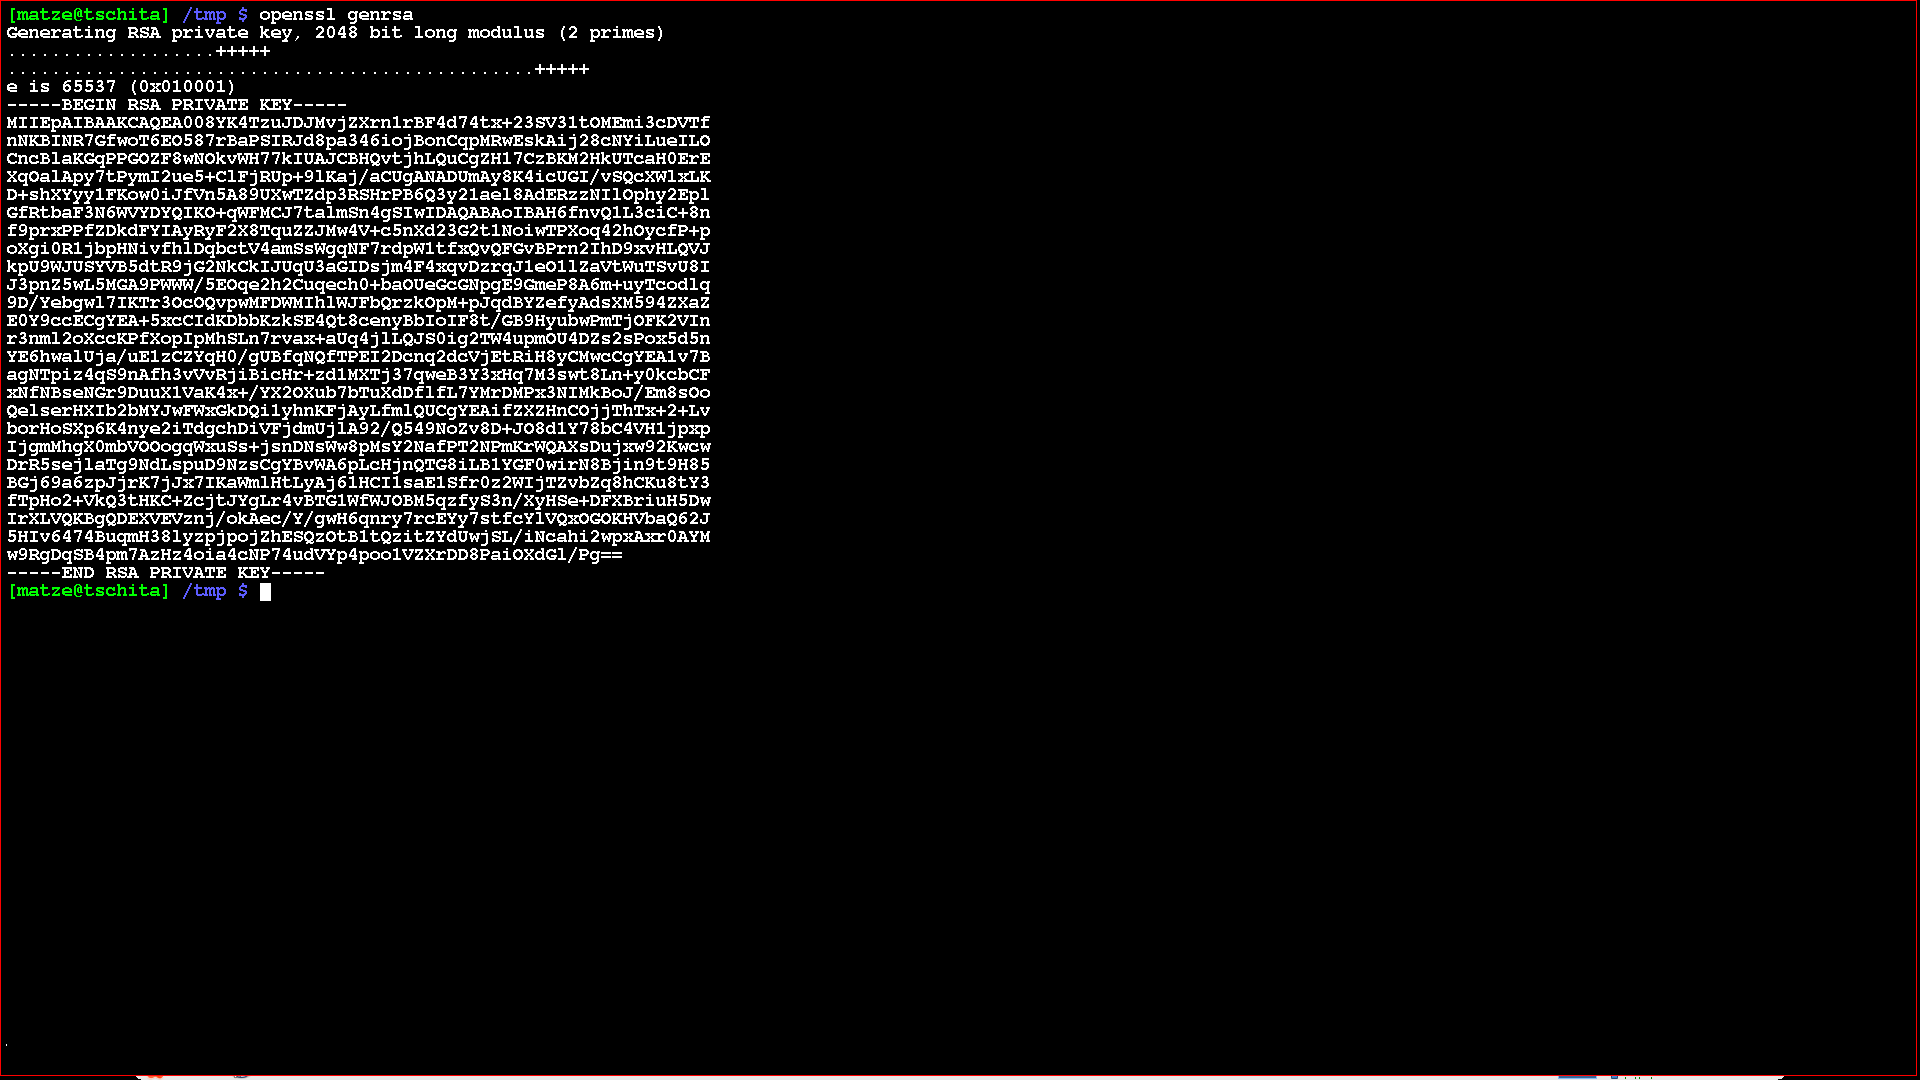 [matze@tschita] /tmp $ openssl genrsa
Generating RSA private key, 2048 bit long modulus (2 primes)
...................+++++
................................................+++++
e is 65537 (0x010001)
-----BEGIN RSA PRIVATE KEY-----
MIIEpAIBAAKCAQEA008YK4TzuJDJMvjZXrn1rBF4d74tx+23SV31tOMEmi3cDVTf
nNKBINR7GfwoT6EO587rBaPSIRJd8pa346iojBonCqpMRwEskAij28cNYiLueILO
CncBlaKGqPPGOZF8wNOkvWH77kIUAJCBHQvtjhLQuCgZH17CzBKM2HkUTcaH0ErE
XqOalApy7tPymI2ue5+ClFjRUp+9lKaj/aCUgANADUmAy8K4icUGI/vSQcXWlxLK
D+shXYyy1FKow0iJfVn5A89UXwTZdp3RSHrPB6Q3y21ael8AdERzzNIlOphy2Epl
GfRtbaF3N6WVYDYQIKO+qWFMCJ7talmSn4gSIwIDAQABAoIBAH6fnvQ1L3ciC+8n
f9prxPPfZDkdFYIAyRyF2X8TquZZJMw4V+c5nXd23G2t1NoiwTPXoq42hOycfP+p
oXgi0R1jbpHNivfhlDqbctV4amSsWgqNF7rdpW1tfxQvQFGvBPrn2IhD9xvHLQVJ
kpU9WJUSYVB5dtR9jG2NkCkIJUqU3aGIDsjm4F4xqvDzrqJ1eO1lZaVtWuTSvU8I
J3pnZ5wL5MGA9PWWW/5EOqe2h2Cuqech0+baOUeGcGNpgE9GmeP8A6m+uyTcodlq
9D/Yebgwl7IKTr3OcOQvpwMFDWMIhlWJFbQrzkOpM+pJqdBYZefyAdsXM594ZXaZ
E0Y9ccECgYEA+5xcCIdKDbbKzkSE4Qt8cenyBbIoIF8t/GB9HyubwPmTjOFK2VIn
r3nml2oXccKPfXopIpMhSLn7rvax+aUq4jlLQJS0ig2TW4upmOU4DZs2sPox5d5n
YE6hwalUja/uE1zCZYqH0/gUBfqNQfTPEI2Dcnq2dcVjEtRiH8yCMwcCgYEA1v7B
agNTpiz4qS9nAfh3vVvRjiBicHr+zd1MXTj37qweB3Y3xHq7M3swt8Ln+y0kcbCF
xNfNBseNGr9DuuX1VaK4x+/YX2OXub7bTuXdDflfL7YMrDMPx3NIMkBoJ/Em8sOo
QelserHXIb2bMYJwFWxGkDQi1yhnKFjAyLfmlQUCgYEAifZXZHnCOjjThTx+2+Lv
borHoSXp6K4nye2iTdgchDiVFjdmUjlA92/Q549NoZv8D+JO8d1Y78bC4VH1jpxp
IjgmMhgX0mbVOOogqWxuSs+jsnDNsWw8pMsY2NafPT2NPmKrWQAXsDujxw92Kwcw
DrR5sejlaTg9NdLspuD9NzsCgYBvWA6pLcHjnQTG8iLB1YGF0wirN8Bjin9t9H85
BGj69a6zpJjrK7jJx7IKaWmlHtLyAj61HCI1saE1Sfr0z2WIjTZvbZq8hCKu8tY3
fTpHo2+VkQ3tHKC+ZcjtJYgLr4vBTG1WfWJOBM5qzfyS3n/XyHSe+DFXBriuH5Dw
IrXLVQKBgQDEXVEVznj/okAec/Y/gwH6qnry7rcEYy7stfcYlVQxOGOKHVbaQ62J
5HIv6474BuqmH38lyzpjpojZhESQzOtB1tQzitZYdUwjSL/iNcahi2wpxAxr0AYM
w9RgDqSB4pm7AzHz4oia4cNP74udVYp4poo1VZXrDD8PaiOXdGl/Pg==
-----END RSA PRIVATE KEY-----
[matze@tschita] /tmp $